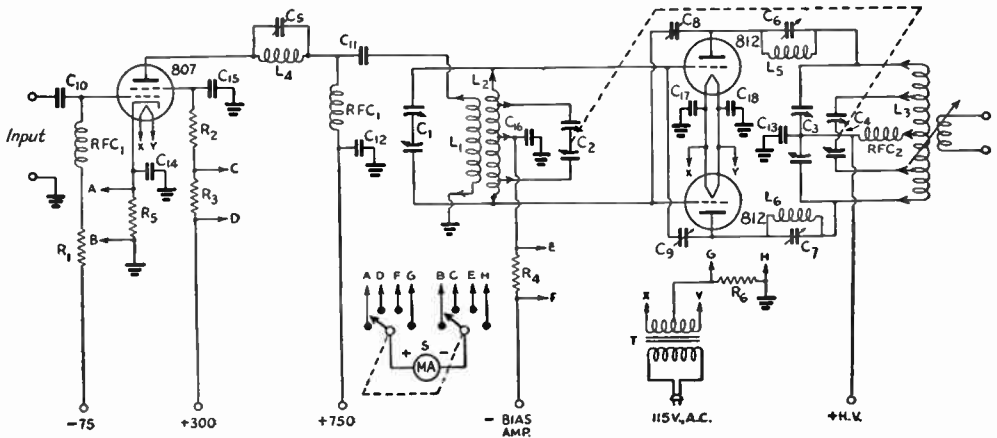 C5
C8
C6
812
807
C11
L4
L5
C10
C15
L2
C17
C18
L3
RFC1
X Y
R2
RFC1
C1
L1
C16
C2
C13
C3
C4
Input
RFC2
C14
C
C12
X
Y
A
R3
L6
R5
D
812
B
C9
C7
R1
E
G
H
R4
A D F G
B C E H
F
R6
X
Y
T
+ S -
MA
-75
+300
+750
- BIAS AMP.
115V., A.C.
+H.V.